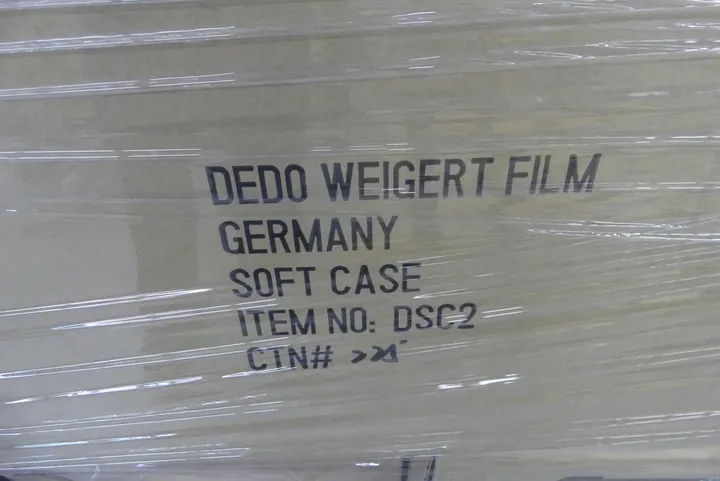 DEDO WEIGERT FILM
GERMANY
SOFT CASE
ITEM NO: DSC2
CTN#